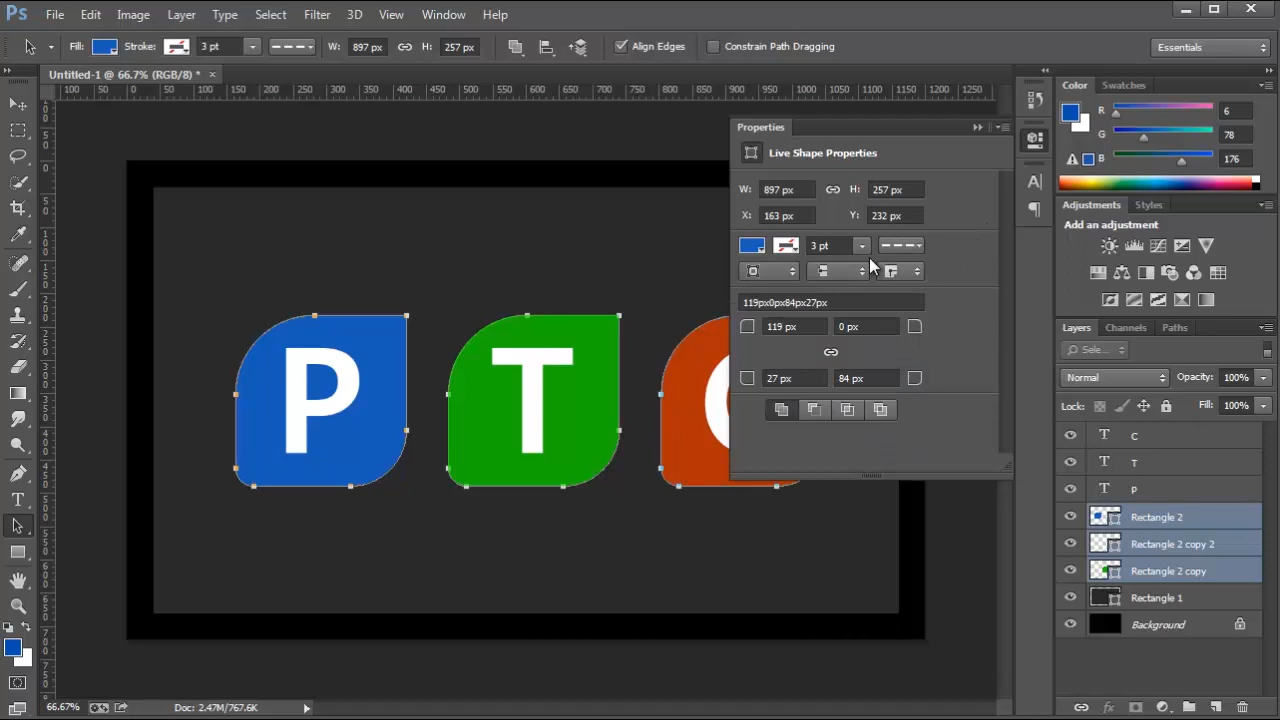 Ps File Edit Image Layer Type Select Filter 3D View Window Help
Fill: Stroke: 3 pt W: 897 px H: 257 px Align Edges Constrain Path Dragging Essentials
Untitled-1 @ 66.7% (RGB/8) * ×
100 50 0 50 100 150 200 250 300 350 400 450 500 550 600 650 700 750 800 850 900 950 1000 1050 1100 1150 1200 1250
Color Swatches
R 6
G 78
B 176
Properties
Live Shape Properties
W: 897 px H: 257 px
X: 163 px Y: 232 px
3 pt
119px0px84px27px
119 px 0 px
27 px 84 px
P T
Adjustments Styles
Add an adjustment
Layers Channels Paths
Sele...
Normal Opacity: 100%
Lock: Fill: 100%
T C
T T
T P
Rectangle 2
Rectangle 2 copy 2
Rectangle 2 copy
Rectangle 1
Background
66.67% Doc: 2.47M/767.6K